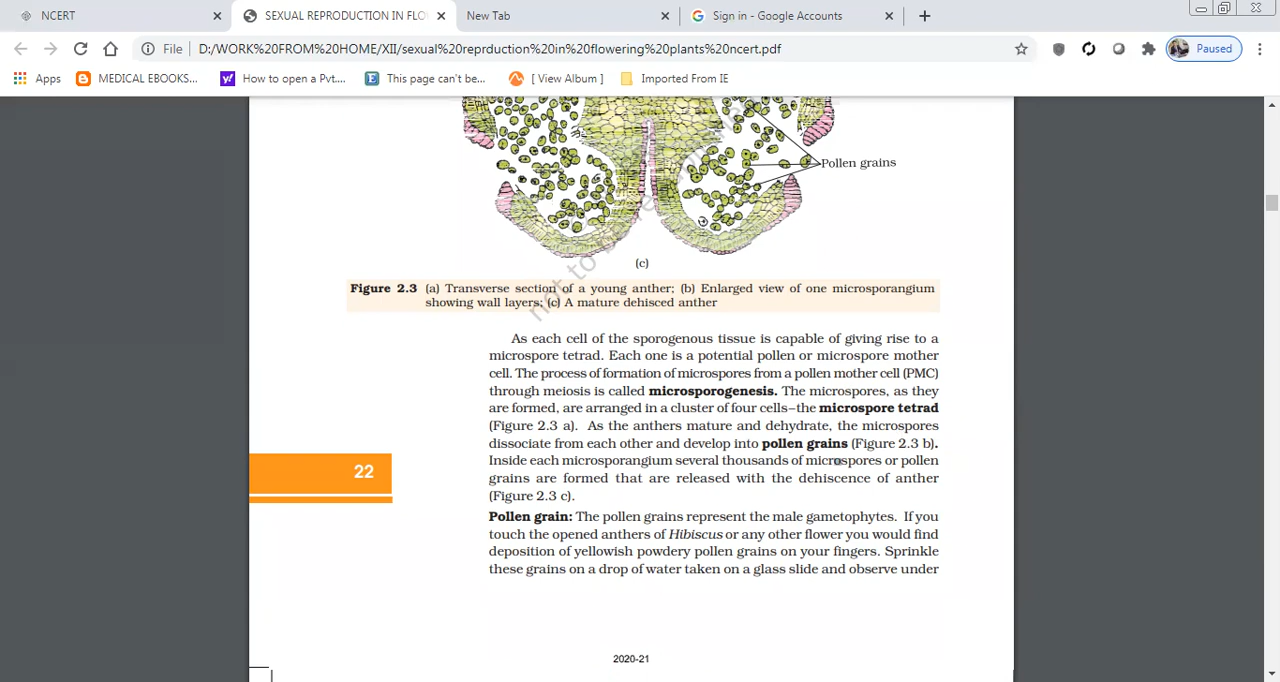 NCERT
SEXUAL REPRODUCTION IN FLOV
New Tab
Sign in - Google Accounts
File
D:/WORK%20FROM%20HOME/XII/sexual%20reprduction%20in%20flowering%20plants%20ncert.pdf
Paused
Apps
MEDICAL EBOOKS...
How to open a Pvt....
This page can't be...
[ View Album ]
Imported From IE
Pollen grains
(c)
not to be
Figure 2.3 (a) Transverse section of a young anther; (b) Enlarged view of one microsporangium
showing wall layers; (c) A mature dehisced anther
As each cell of the sporogenous tissue is capable of giving rise to a
microspore tetrad. Each one is a potential pollen or microspore mother
cell. The process of formation of microspores from a pollen mother cell (PMC)
through meiosis is called microsporogenesis. The microspores, as they
are formed, are arranged in a cluster of four cells–the microspore tetrad
(Figure 2.3 a). As the anthers mature and dehydrate, the microspores
dissociate from each other and develop into pollen grains (Figure 2.3 b).
Inside each microsporangium several thousands of microspores or pollen
grains are formed that are released with the dehiscence of anther
(Figure 2.3 c).
22
Pollen grain: The pollen grains represent the male gametophytes. If you
touch the opened anthers of Hibiscus or any other flower you would find
deposition of yellowish powdery pollen grains on your fingers. Sprinkle
these grains on a drop of water taken on a glass slide and observe under
2020-21